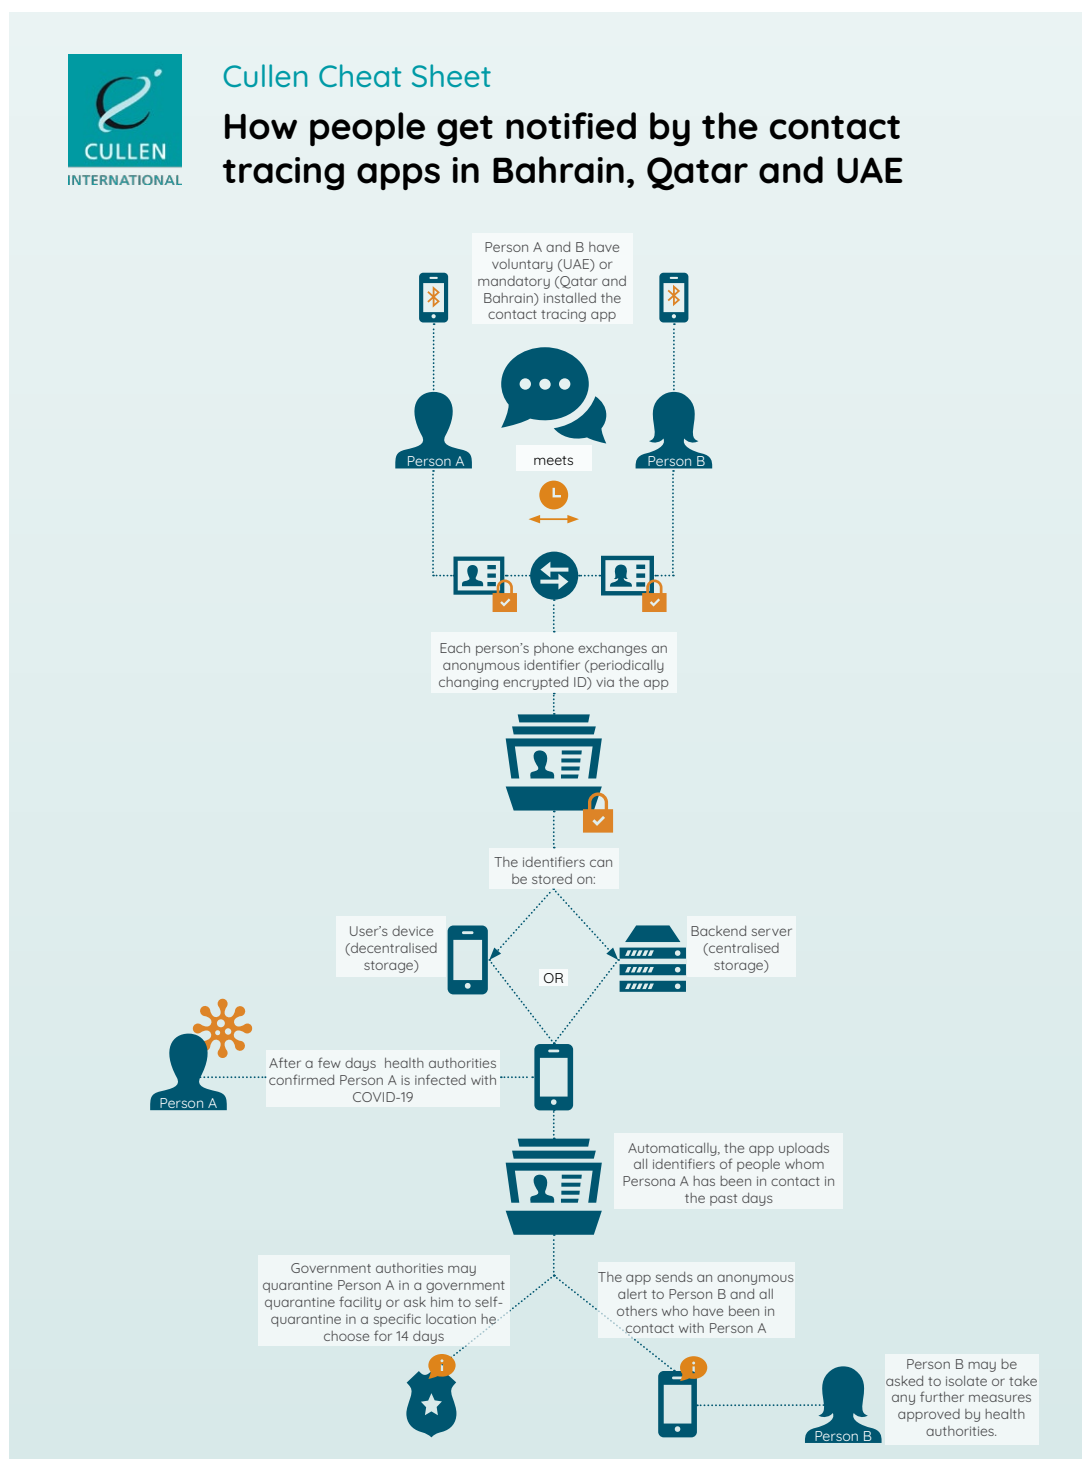 CULLEN
INTERNATIONAL
Cullen Cheat Sheet
How people get notified by the contact
tracing apps in Bahrain, Qatar and UAE
Person A and B have
voluntary (UAE) or
mandatory (Qatar and
Bahrain) installed the
contact tracing app
Person A
meets
Person B
Each person's phone exchanges an
anonymous identifier (periodically
changing encrypted ID) via the app
The identifiers can
be stored on:
User's device
(decentralised
storage)
OR
Backend server
(centralised
storage)
Person A
After a few days health authorities
confirmed Person A is infected with
COVID-19
Automatically, the app uploads
all identifiers of people whom
Persona A has been in contact in
the past days
Government authorities may
quarantine Person A in a government
quarantine facility or ask him to self-
quarantine in a specific location he
choose for 14 days
The app sends an anonymous
alert to Person B and all
others who have been in
contact with Person A
Person B
Person B may be
asked to isolate or take
any further measures
approved by health
authorities.